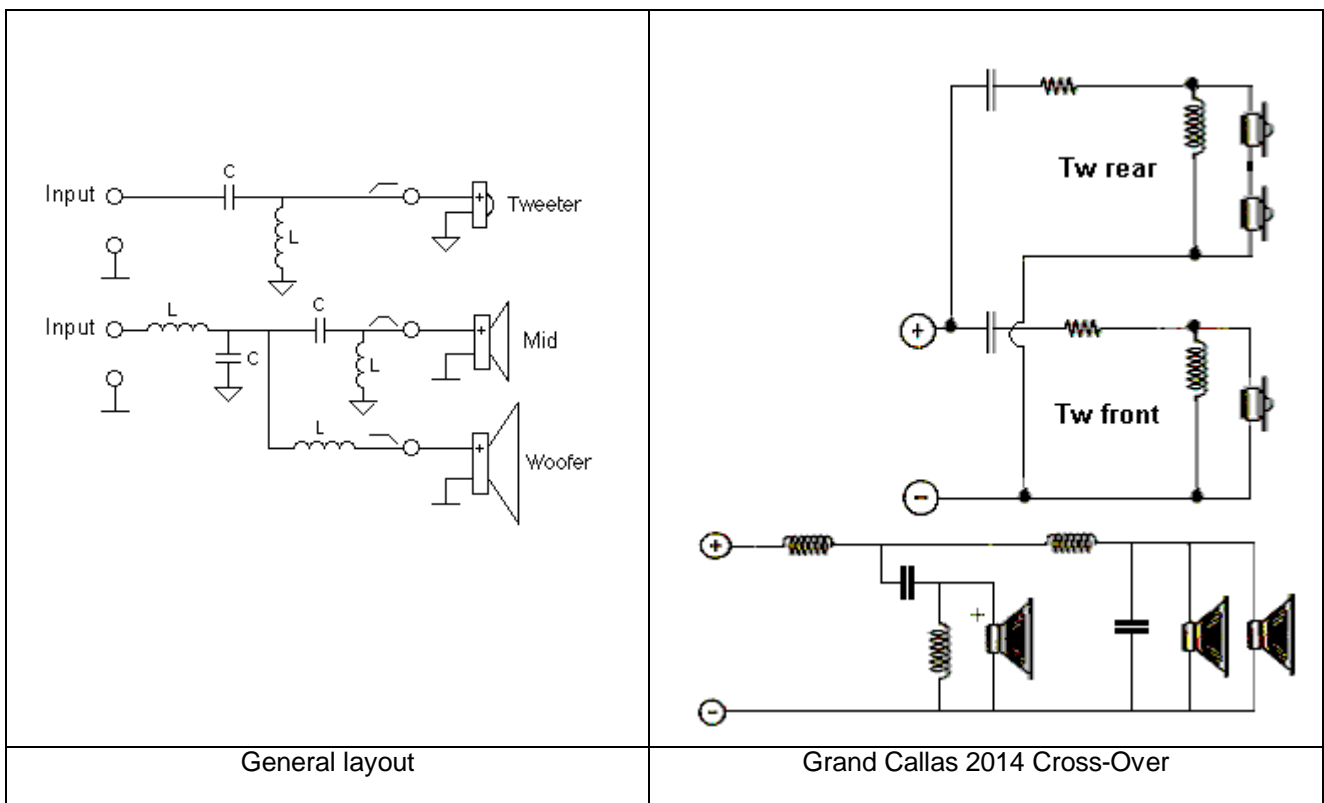 C
Input
Tweeter
L
L
C
Input
Mid
C
L
L
Woofer
General layout
Tw rear
+
Tw front
-
+
+
-
Grand Callas 2014 Cross-Over